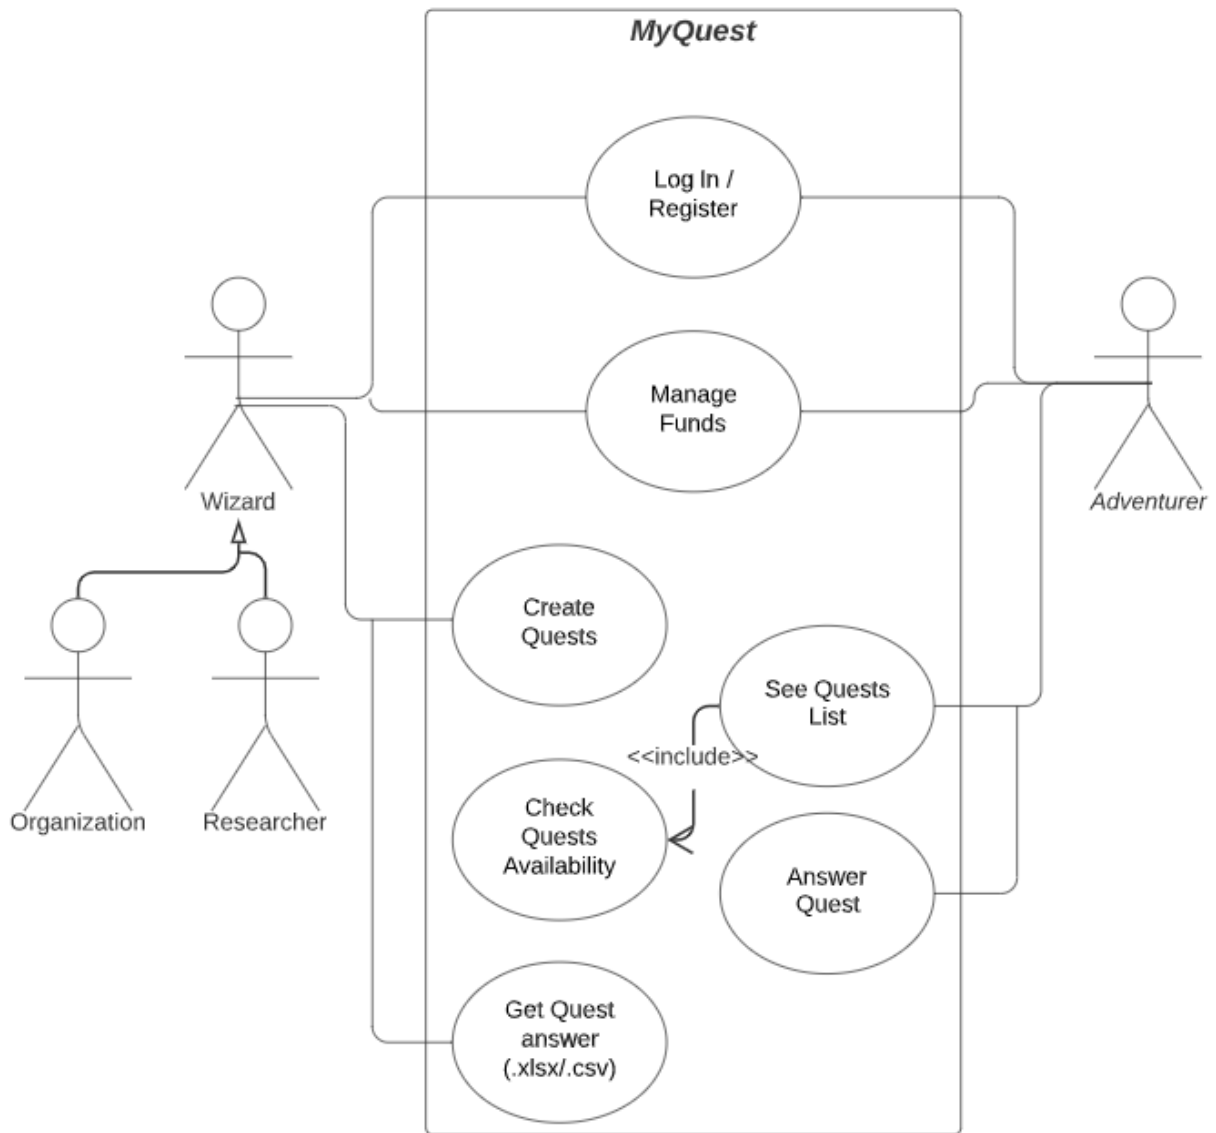 MyQuest
Log In /
Register
Manage
Funds
Wizard
Adventurer
Create
Quests
See Quests
List
<<include>>
Organization
Researcher
Check
Quests
Availability
Answer
Quest
Get Quest
answer
(.xlsx/.csv)